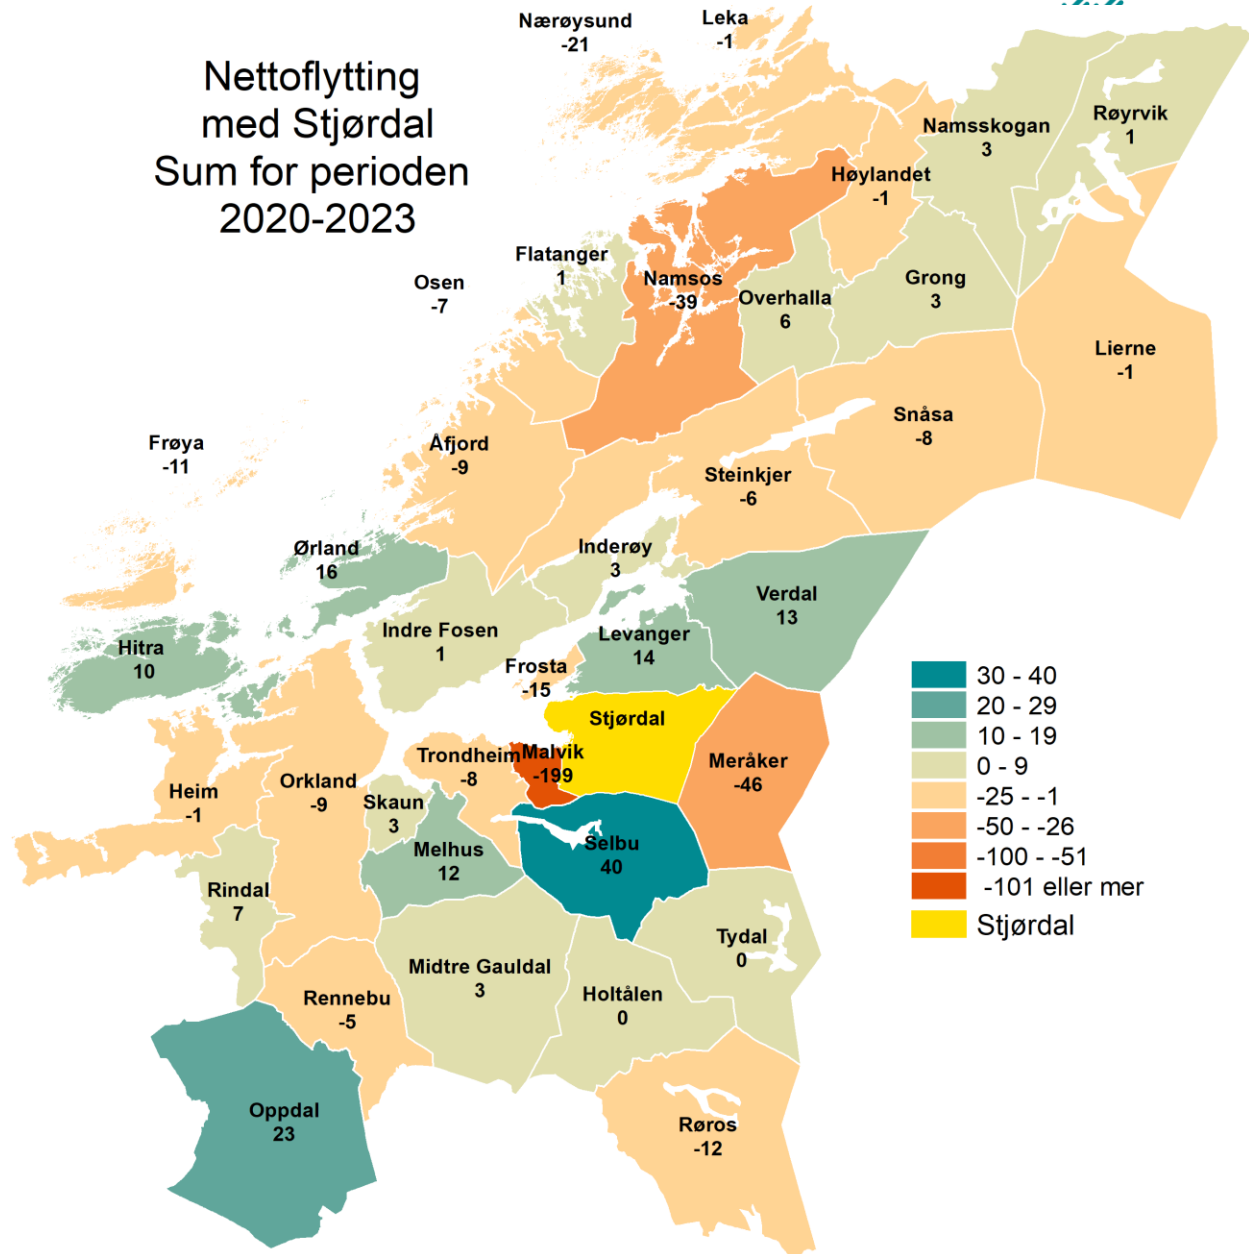 Nettoflytting
med Stjørdal
Sum for perioden
2020-2023
Nærøysund
-21
Leka
-1
Namsskogan
3
Røyrvik
1
Høylandet
-1
Flatanger
1
Osen
-7
Namsos
-39
Overhalla
6
Grong
3
Lierne
-1
Snåsa
-8
Frøya
-11
Åfjord
-9
Steinkjer
-6
Ørland
16
Inderøy
3
Verdal
13
Hitra
10
Indre Fosen
1
Levanger
14
Frosta
-15
Stjørdal
Trondheim
-8
Malvik
-199
Meråker
-46
Heim
-1
Orkland
-9
Skaun
3
Melhus
12
Selbu
40
Rindal
7
Tydal
0
Midtre Gauldal
3
Holtålen
0
Rennebu
-5
Oppdal
23
Røros
-12
30 - 40
20 - 29
10 - 19
0 - 9
-25 - -1
-50 - -26
-100 - -51
-101 eller mer
Stjørdal